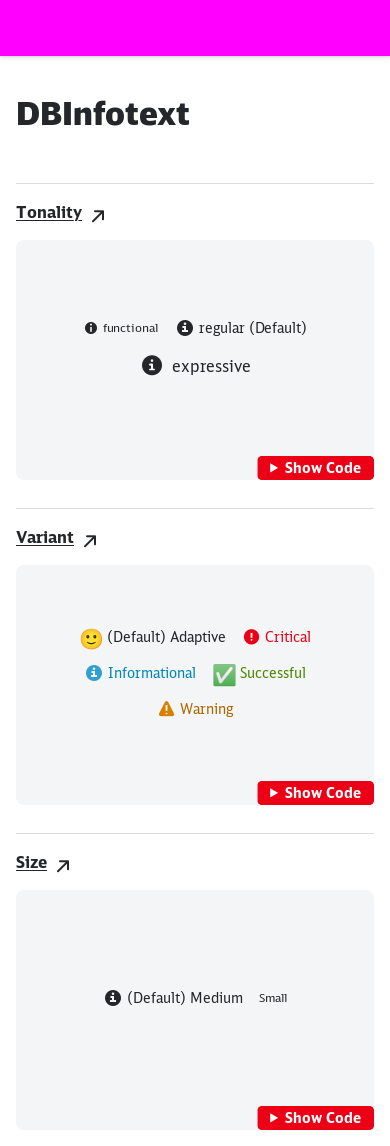 DBInfotext
Tonality
functional regular (Default)
expressive
Show Code
Variant
(Default) Adaptive Critical
Informational Successful
Warning
Show Code
Size
(Default) Medium Small
Show Code